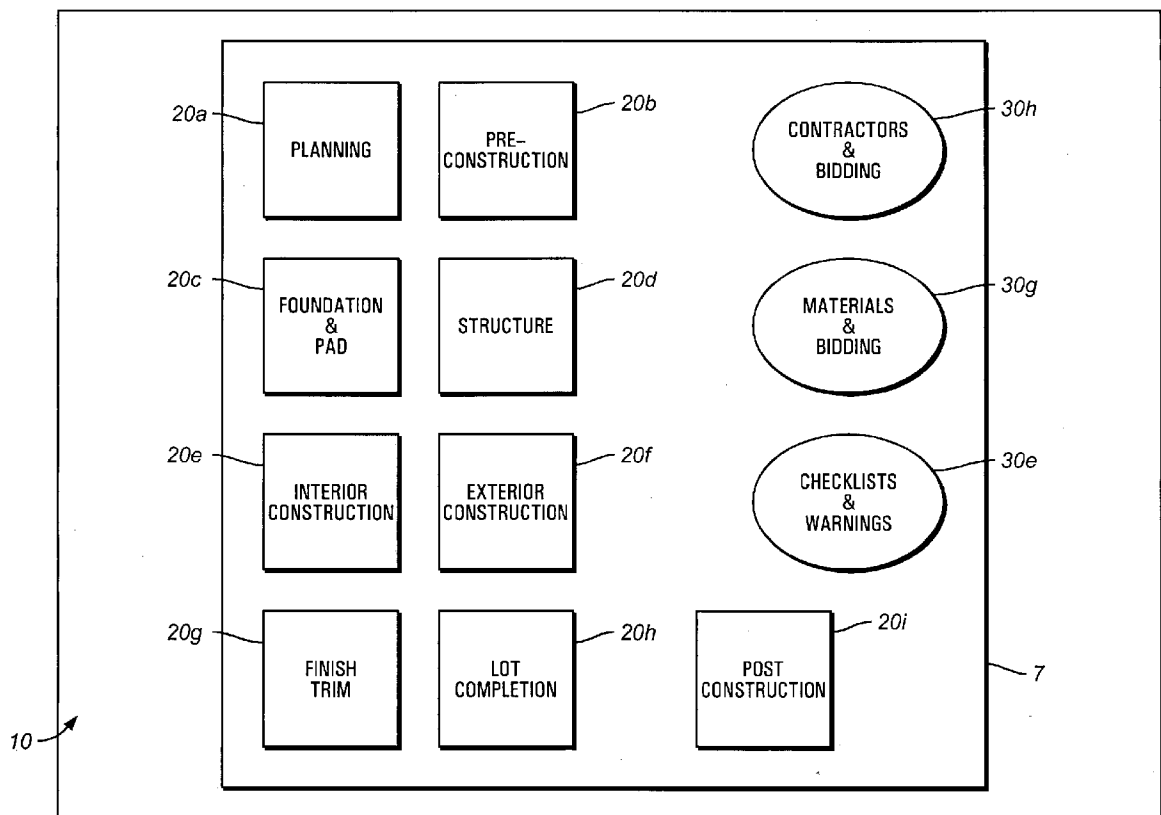 20a
PLANNING
20b
PRE-
CONSTRUCTION
30h
CONTRACTORS
&
BIDDING
20c
FOUNDATION
&
PAD
20d
STRUCTURE
30g
MATERIALS
&
BIDDING
20e
INTERIOR
CONSTRUCTION
20f
EXTERIOR
CONSTRUCTION
30e
CHECKLISTS
&
WARNINGS
20g
FINISH
TRIM
20h
LOT
COMPLETION
20i
POST
CONSTRUCTION
7
10